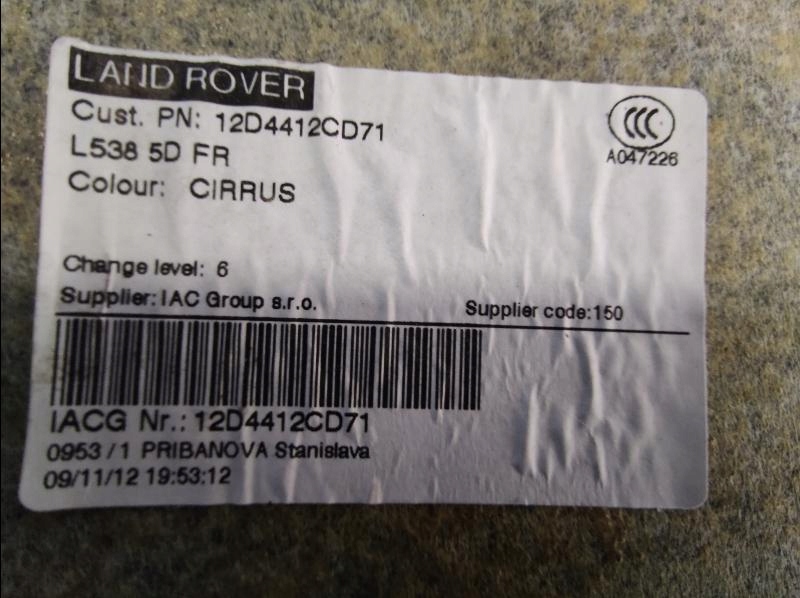 LAND ROVER
Cust. PN: 12D4412CD71
L538 5D FR
Colour: CIRRUS
CCC
A047226
Change level: 6
Supplier: IAC Group s.r.o.
Supplier code:150
IACG Nr.: 12D4412CD71
0953 / 1 PRIBANOVA Stanislava
09/11/12 19:53:12